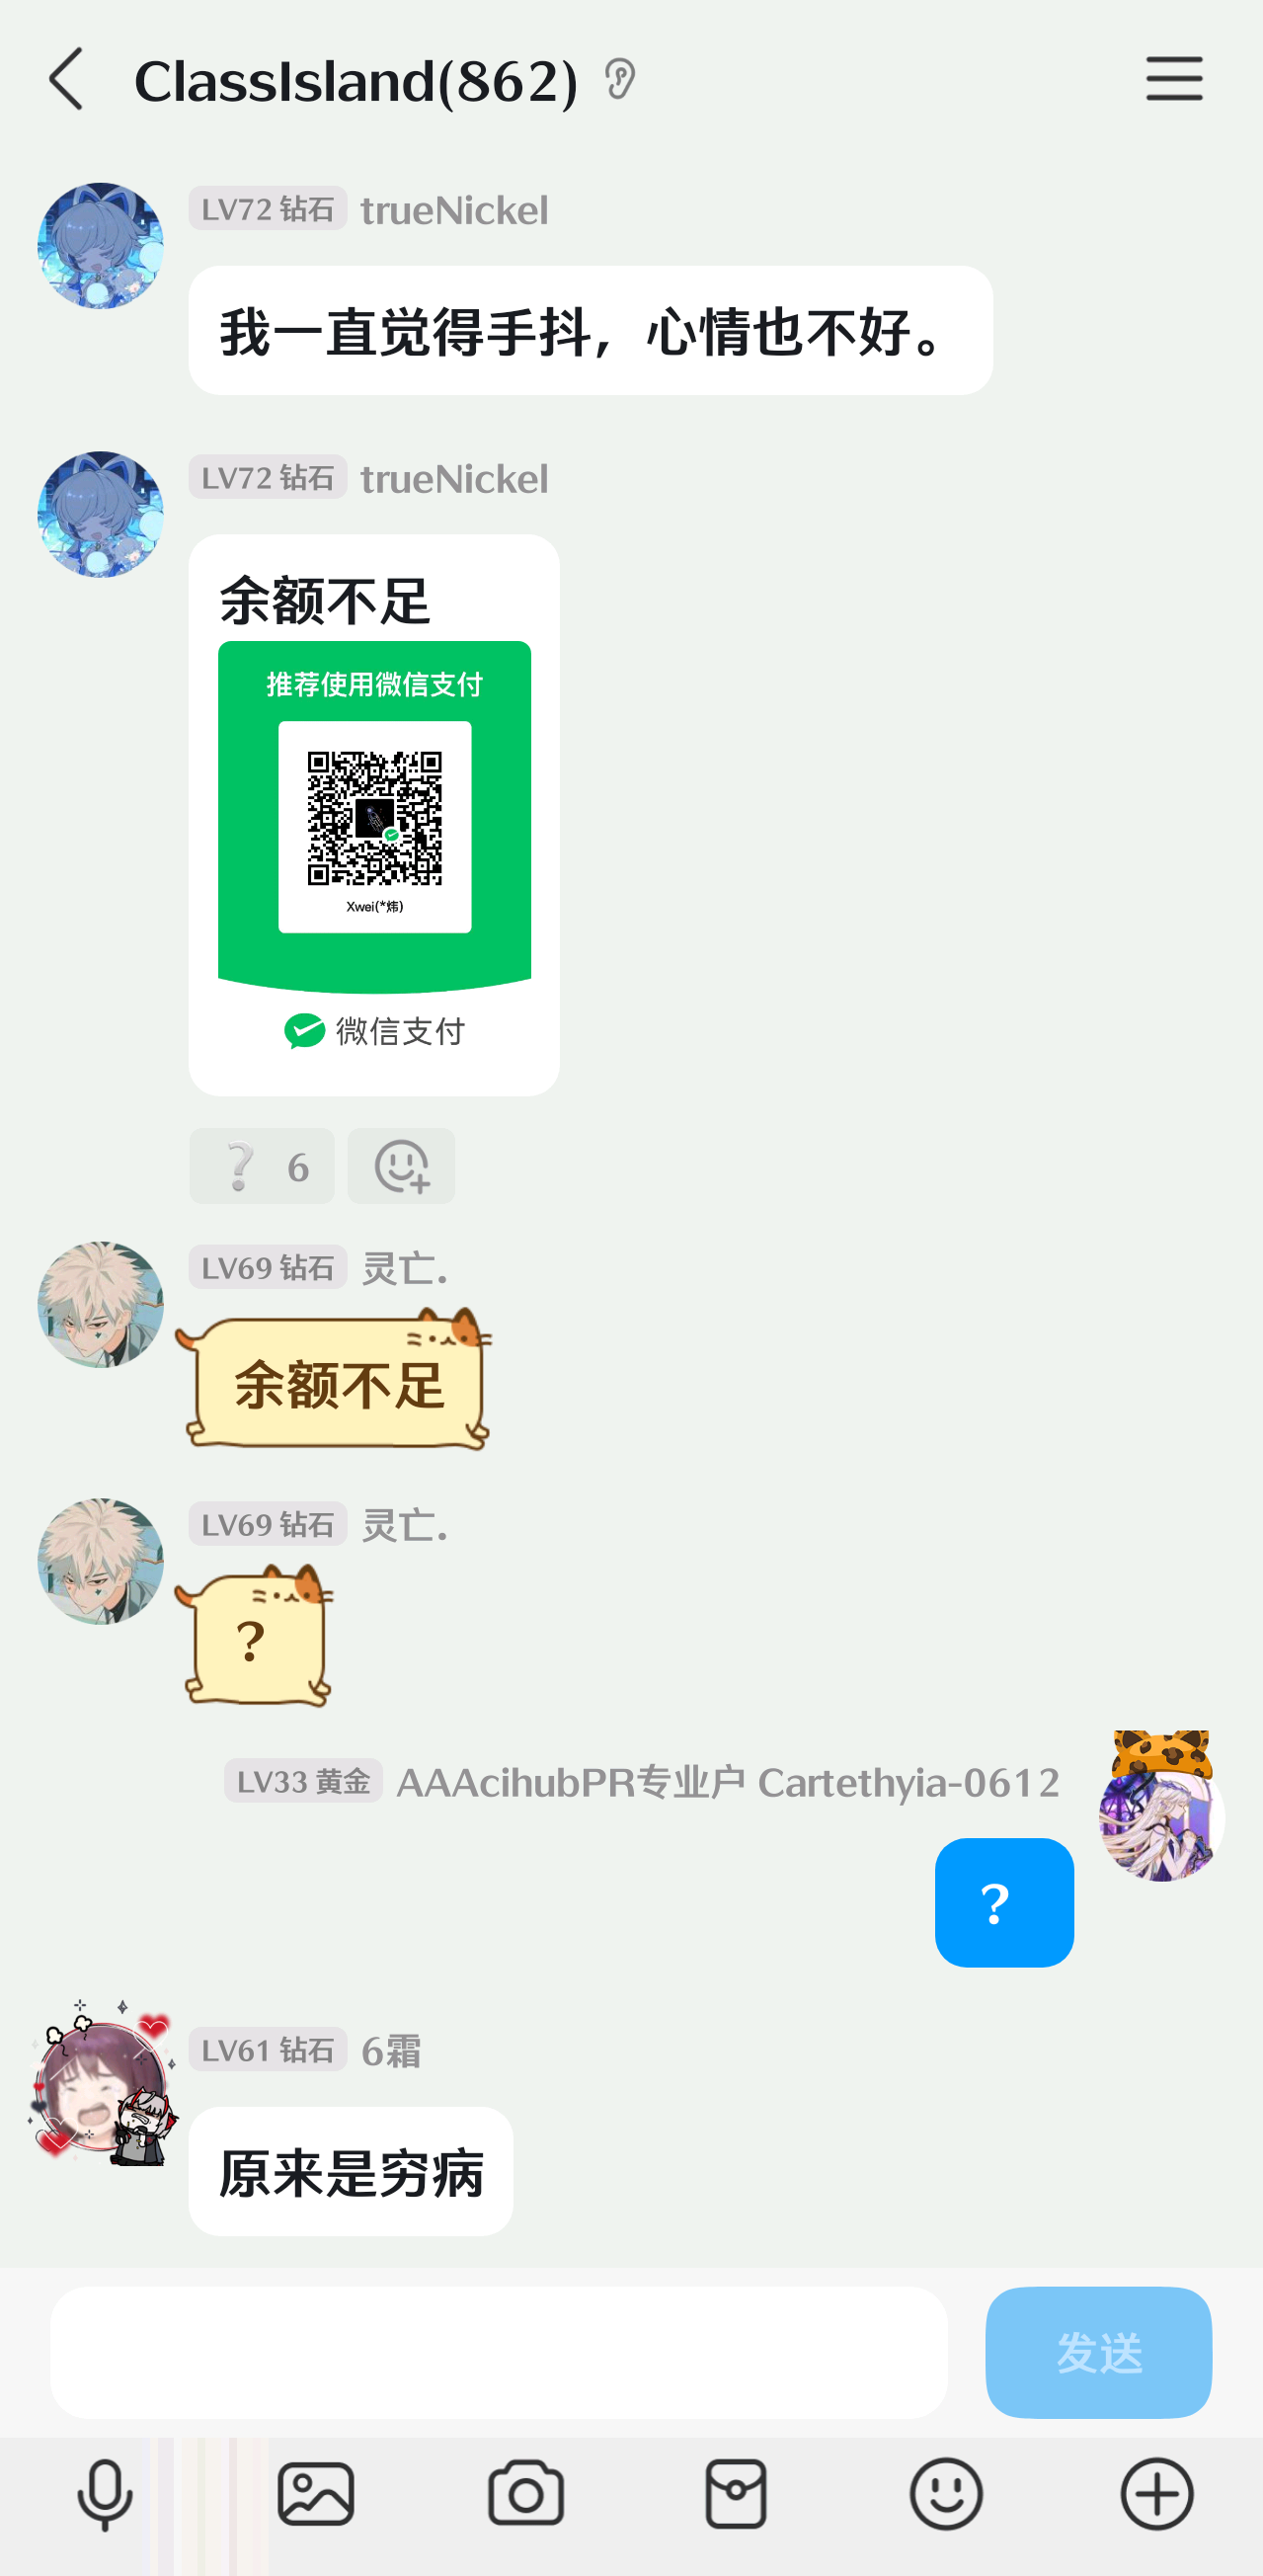 ClassIsland(862)
LV72 钻石 trueNickel
我一直觉得手抖，心情也不好。
LV72 钻石 trueNickel
余额不足
推荐使用微信支付
Xwei(*炜)
微信支付
❔ 6
LV69 钻石 灵亡.
余额不足
LV69 钻石 灵亡.
？
LV33 黄金 AAAcihubPR专业户 Cartethyia-0612
？
LV61 钻石 6霜
原来是穷病
发送